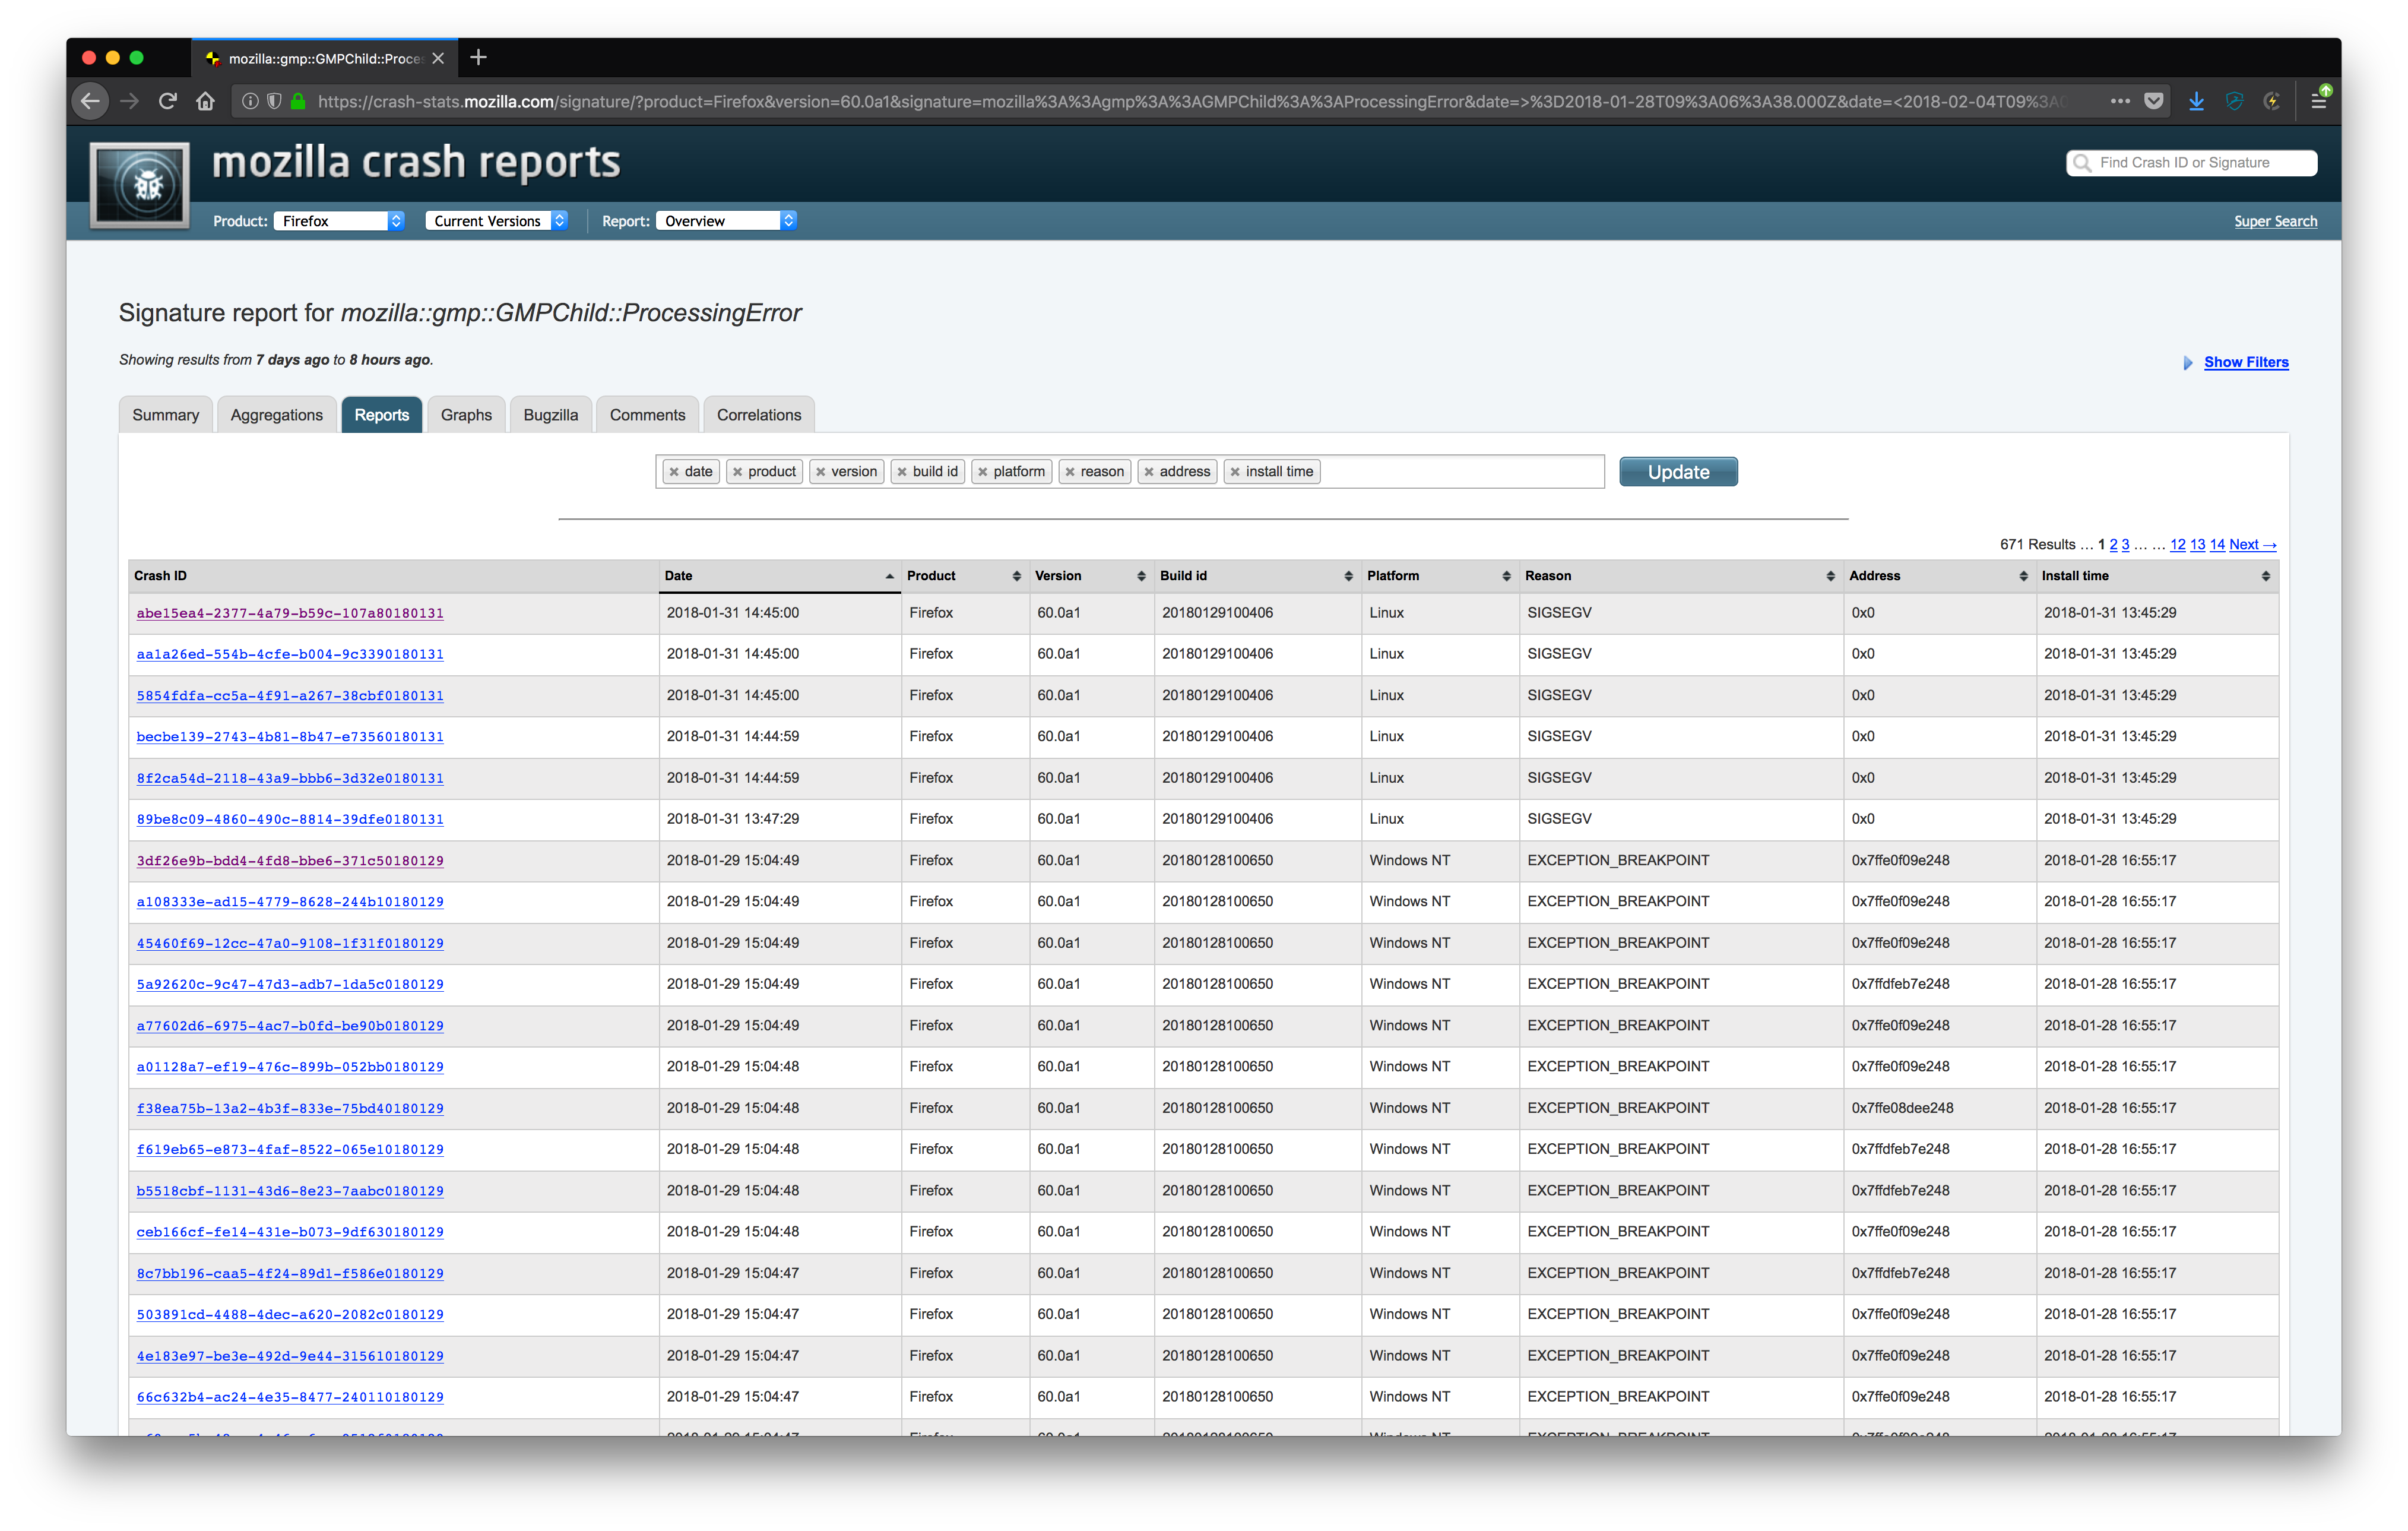 mozilla::gmp::GMPChild::Proce
https://crash-stats.mozilla.com/signature/?product=Firefox&version=60.0a1&signature=mozilla%3A%3Agmp%3A%3AGMPChild%3A%3AProcessingError&date=>%3D2018-01-28T09%3A06%3A38.000Z&date=<2018-02-04T09%3A0
mozilla crash reports
Find Crash ID or Signature
Product: Firefox Current Versions Report: Overview Super Search
Signature report for mozilla::gmp::GMPChild::ProcessingError
Showing results from 7 days ago to 8 hours ago.
Show Filters
Summary Aggregations Reports Graphs Bugzilla Comments Correlations
× date × product × version × build id × platform × reason × address × install time Update
671 Results … 1 2 3 … … 12 13 14 Next →
Crash ID Date Product Version Build id Platform Reason Address Install time
abe15ea4-2377-4a79-b59c-107a80180131 2018-01-31 14:45:00 Firefox 60.0a1 20180129100406 Linux SIGSEGV 0x0 2018-01-31 13:45:29
aa1a26ed-554b-4cfe-b004-9c3390180131 2018-01-31 14:45:00 Firefox 60.0a1 20180129100406 Linux SIGSEGV 0x0 2018-01-31 13:45:29
5854fdfa-cc5a-4f91-a267-38cbf0180131 2018-01-31 14:45:00 Firefox 60.0a1 20180129100406 Linux SIGSEGV 0x0 2018-01-31 13:45:29
becbe139-2743-4b81-8b47-e73560180131 2018-01-31 14:44:59 Firefox 60.0a1 20180129100406 Linux SIGSEGV 0x0 2018-01-31 13:45:29
8f2ca54d-2118-43a9-bbb6-3d32e0180131 2018-01-31 14:44:59 Firefox 60.0a1 20180129100406 Linux SIGSEGV 0x0 2018-01-31 13:45:29
89be8c09-4860-490c-8814-39dfe0180131 2018-01-31 13:47:29 Firefox 60.0a1 20180129100406 Linux SIGSEGV 0x0 2018-01-31 13:45:29
3df26e9b-bdd4-4fd8-bbe6-371c50180129 2018-01-29 15:04:49 Firefox 60.0a1 20180128100650 Windows NT EXCEPTION_BREAKPOINT 0x7ffe0f09e248 2018-01-28 16:55:17
a108333e-ad15-4779-8628-244b10180129 2018-01-29 15:04:49 Firefox 60.0a1 20180128100650 Windows NT EXCEPTION_BREAKPOINT 0x7ffe0f09e248 2018-01-28 16:55:17
45460f69-12cc-47a0-9108-1f31f0180129 2018-01-29 15:04:49 Firefox 60.0a1 20180128100650 Windows NT EXCEPTION_BREAKPOINT 0x7ffe0f09e248 2018-01-28 16:55:17
5a92620c-9c47-47d3-adb7-1da5c0180129 2018-01-29 15:04:49 Firefox 60.0a1 20180128100650 Windows NT EXCEPTION_BREAKPOINT 0x7ffdfeb7e248 2018-01-28 16:55:17
a77602d6-6975-4ac7-b0fd-be90b0180129 2018-01-29 15:04:49 Firefox 60.0a1 20180128100650 Windows NT EXCEPTION_BREAKPOINT 0x7ffe0f09e248 2018-01-28 16:55:17
a01128a7-ef19-476c-899b-052bb0180129 2018-01-29 15:04:48 Firefox 60.0a1 20180128100650 Windows NT EXCEPTION_BREAKPOINT 0x7ffe0f09e248 2018-01-28 16:55:17
f38ea75b-13a2-4b3f-833e-75bd40180129 2018-01-29 15:04:48 Firefox 60.0a1 20180128100650 Windows NT EXCEPTION_BREAKPOINT 0x7ffe08dee248 2018-01-28 16:55:17
f619eb65-e873-4faf-8522-065e10180129 2018-01-29 15:04:48 Firefox 60.0a1 20180128100650 Windows NT EXCEPTION_BREAKPOINT 0x7ffdfeb7e248 2018-01-28 16:55:17
b5518cbf-1131-43d6-8e23-7aabc0180129 2018-01-29 15:04:48 Firefox 60.0a1 20180128100650 Windows NT EXCEPTION_BREAKPOINT 0x7ffdfeb7e248 2018-01-28 16:55:17
ceb166cf-fe14-431e-b073-9df630180129 2018-01-29 15:04:48 Firefox 60.0a1 20180128100650 Windows NT EXCEPTION_BREAKPOINT 0x7ffe0f09e248 2018-01-28 16:55:17
8c7bb196-caa5-4f24-89d1-f586e0180129 2018-01-29 15:04:47 Firefox 60.0a1 20180128100650 Windows NT EXCEPTION_BREAKPOINT 0x7ffdfeb7e248 2018-01-28 16:55:17
503891cd-4488-4dec-a620-2082c0180129 2018-01-29 15:04:47 Firefox 60.0a1 20180128100650 Windows NT EXCEPTION_BREAKPOINT 0x7ffe0f09e248 2018-01-28 16:55:17
4e183e97-be3e-492d-9e44-315610180129 2018-01-29 15:04:47 Firefox 60.0a1 20180128100650 Windows NT EXCEPTION_BREAKPOINT 0x7ffe0f09e248 2018-01-28 16:55:17
66c632b4-ac24-4e35-8477-240110180129 2018-01-29 15:04:47 Firefox 60.0a1 20180128100650 Windows NT EXCEPTION_BREAKPOINT 0x7ffe0f09e248 2018-01-28 16:55:17